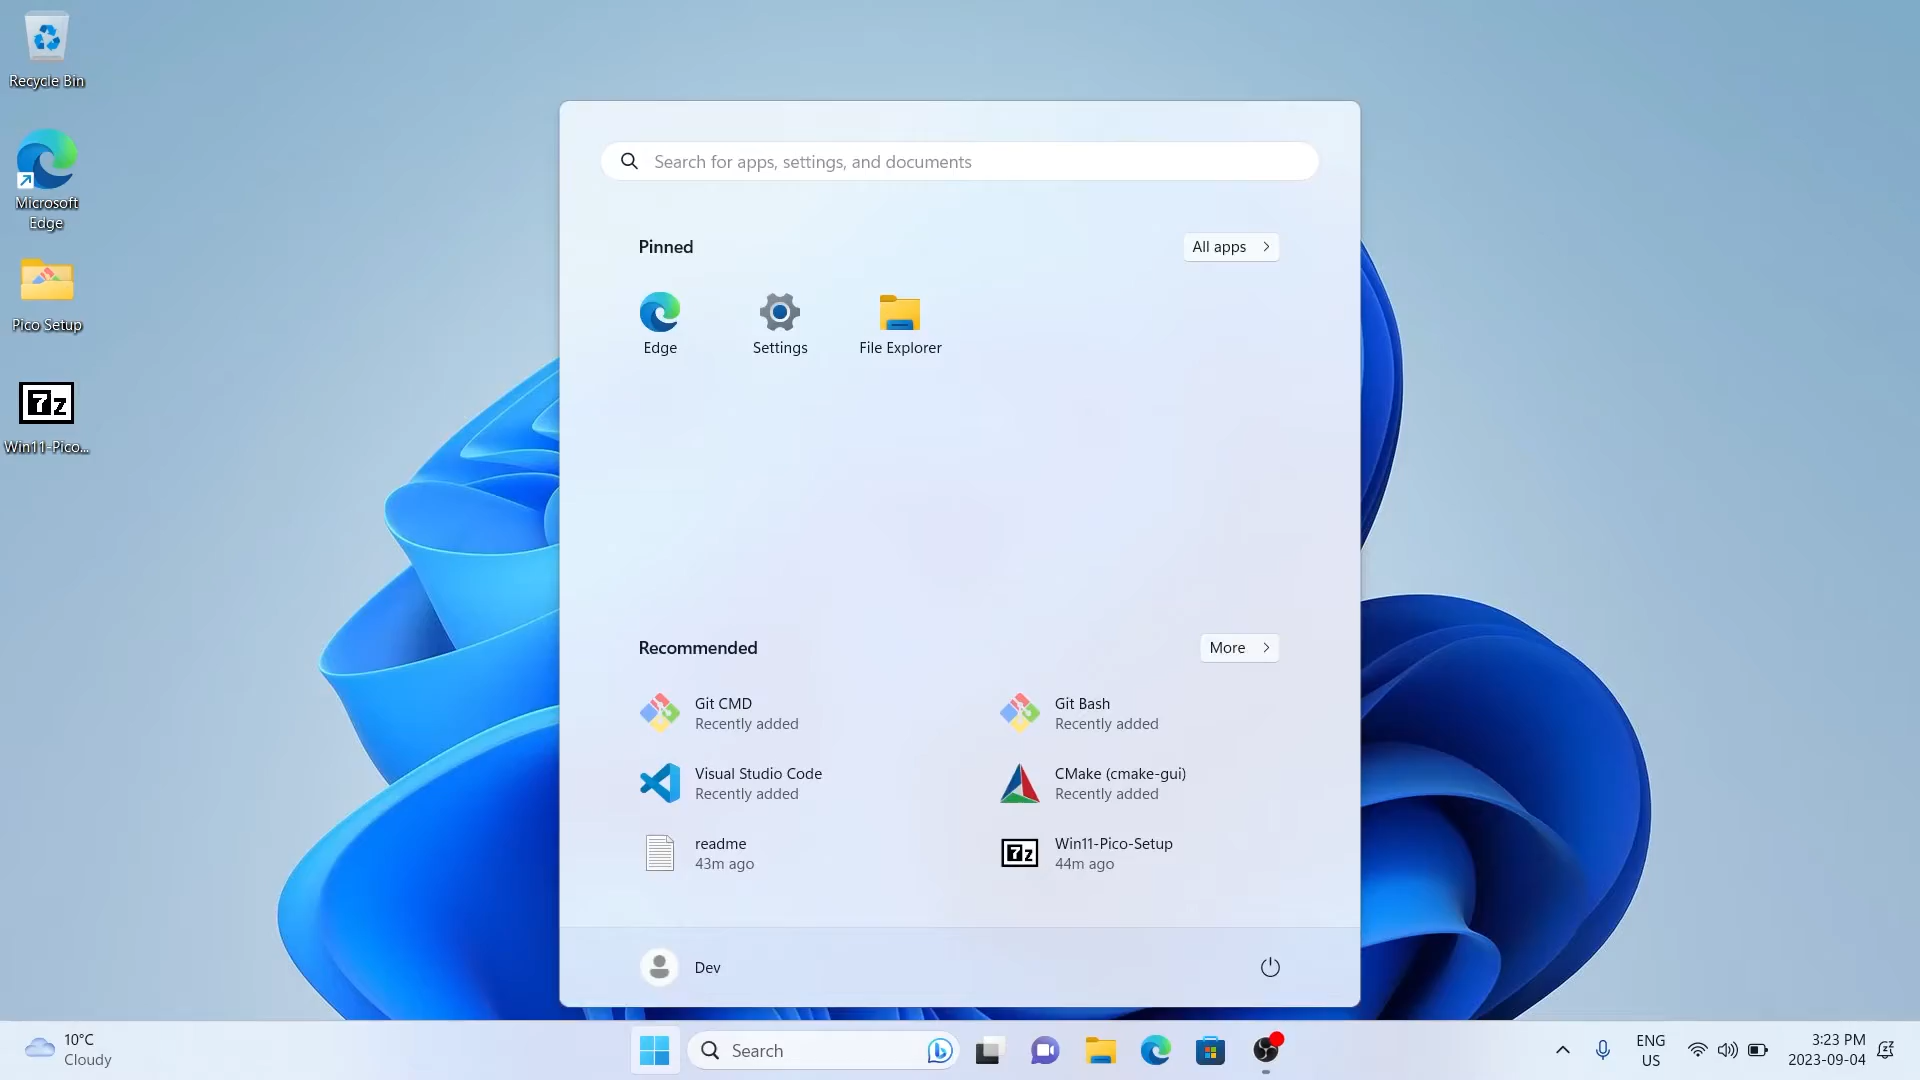 Recycle Bin
Microsoft
Edge
Pico Setup
7z
Win11-Pico...
Search for apps, settings, and documents
Pinned
All apps
Edge
Settings
File Explorer
Recommended
More
Git CMD
Recently added
Git Bash
Recently added
Visual Studio Code
Recently added
CMake (cmake-gui)
Recently added
readme
43m ago
7z
Win11-Pico-Setup
44m ago
Dev
10°C
Cloudy
Search
ENG
US
3:23 PM
2023-09-04